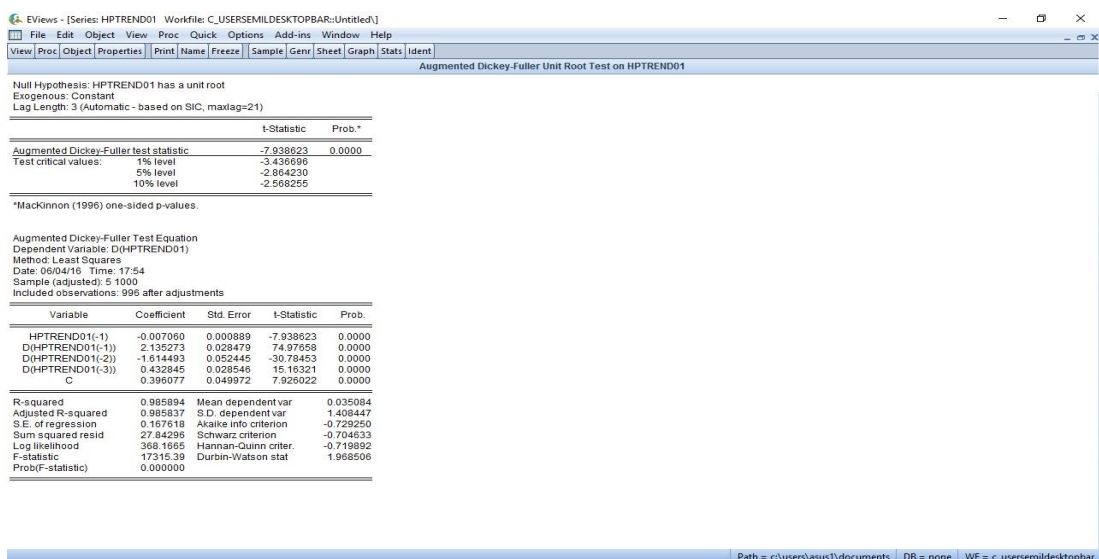 EViews - [Series: HPTREND01 Workfile: C_USERSEMILDESKTOPBAR::Untitled\]
File Edit Object View Proc Quick Options Add-ins Window Help
View Proc Object Properties Print Name Freeze Sample Genr Sheet Graph Stats Ident
Augmented Dickey-Fuller Unit Root Test on HPTREND01
Null Hypothesis: HPTREND01 has a unit root
Exogenous: Constant
Lag Length: 3 (Automatic - based on SIC, maxlag=21)
t-Statistic Prob.*
Augmented Dickey-Fuller test statistic -7.938623 0.0000
Test critical values: 1% level -3.436696
5% level -2.864230
10% level -2.568255
*MacKinnon (1996) one-sided p-values.
Augmented Dickey-Fuller Test Equation
Dependent Variable: D(HPTREND01)
Method: Least Squares
Date: 06/04/16 Time: 17:54
Sample (adjusted): 5 1000
Included observations: 996 after adjustments
Variable Coefficient Std. Error t-Statistic Prob.
HPTREND01(-1) -0.007060 0.000889 -7.938623 0.0000
D(HPTREND01(-1)) 2.135273 0.028479 74.97658 0.0000
D(HPTREND01(-2)) -1.614493 0.052445 -30.78453 0.0000
D(HPTREND01(-3)) 0.432845 0.028546 15.16321 0.0000
C 0.396077 0.049972 7.926022 0.0000
R-squared 0.985894 Mean dependent var 0.035084
Adjusted R-squared 0.985837 S.D. dependent var 1.408447
S.E. of regression 0.167618 Akaike info criterion -0.729250
Sum squared resid 27.84296 Schwarz criterion -0.704633
Log likelihood 368.1665 Hannan-Quinn criter. -0.719892
F-statistic 17315.39 Durbin-Watson stat 1.968506
Prob(F-statistic) 0.000000
Path = c:\users\asus1\documents DB = none WF = c_usersemildesktopbar